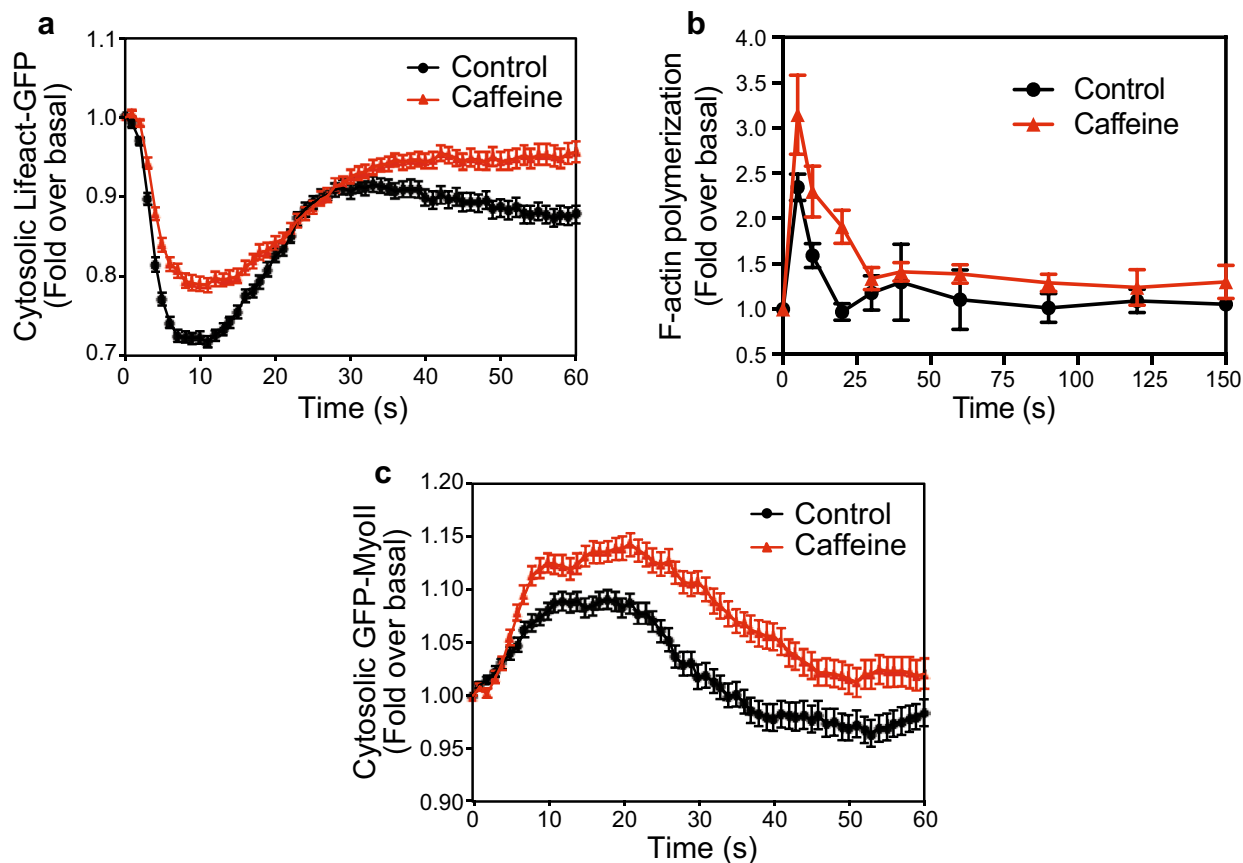 a
Cytosolic Lifeact-GFP
(Fold over basal)
1.1
1.0
0.9
0.8
0.7
0
10
20
30
40
50
60
Time (s)
Control
Caffeine
b
F-actin polymerization
(Fold over basal)
4.0
3.5
3.0
2.5
2.0
1.5
1.0
0.5
0
25
50
75
100
125
150
Time (s)
Control
Caffeine
c
Cytosolic GFP-MyoII
(Fold over basal)
1.20
1.15
1.10
1.05
1.00
0.95
0.90
0
10
20
30
40
50
60
Time (s)
Control
Caffeine